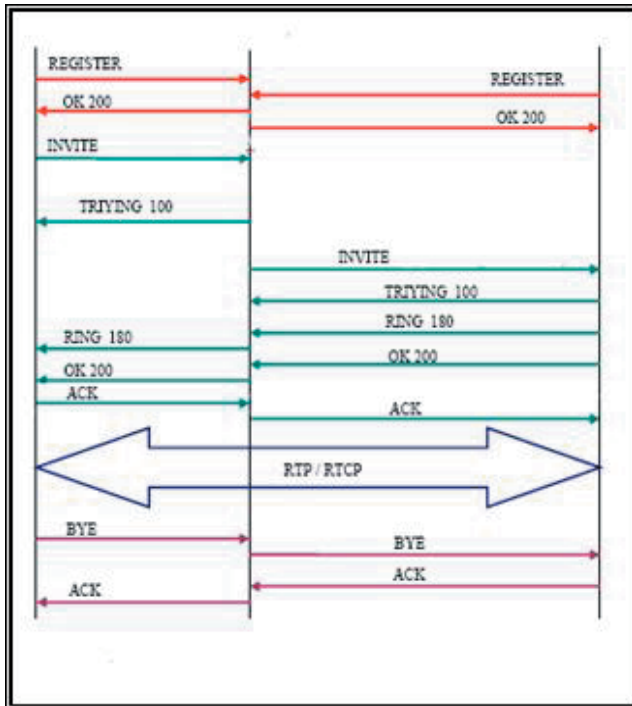 REGISTER
REGISTER
OK 200
OK 200
INVITE
TRIYING 100
INVITE
TRIYING 100
RING 180
RING 180
OK 200
OK 200
ACK
ACK
RTP / RTCP
BYE
BYE
ACK
ACK